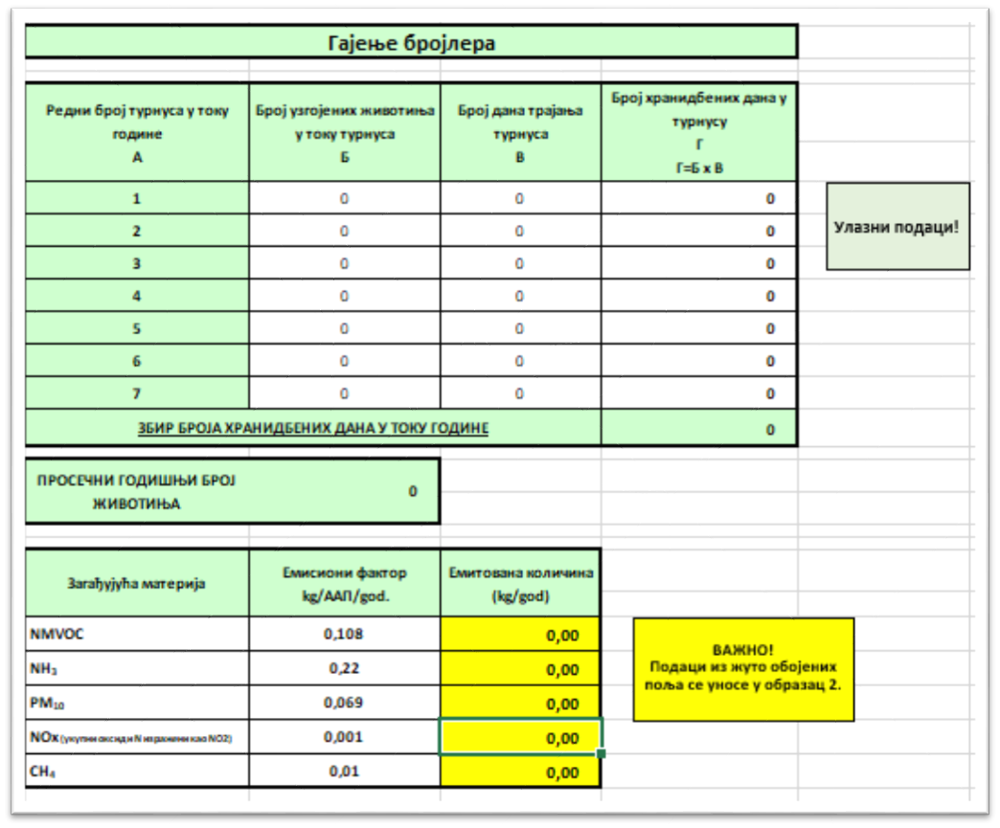 Гајење бројлера
Редни број турнуса у току
године
А
Број узгојених животиња
у току турнуса
Б
Број дана трајања
турнуса
В
Број хранидбених дана у
турнусу
Г
Г=Б х В
1 0 0 0
2 0 0 0
3 0 0 0
4 0 0 0
5 0 0 0
6 0 0 0
7 0 0 0
ЗБИР БРОЈА ХРАНИДБЕНИХ ДАНА У ТОКУ ГОДИНЕ 0
Улазни подаци!
ПРОСЕЧНИ ГОДИШЊИ БРОЈ
ЖИВОТИЊА
0
Загађујућа материја
Емисиони фактор
kg/ААП/god.
Емитована количина
(kg/god)
NMVOC 0,108 0,00
NH₃ 0,22 0,00
PM₁₀ 0,069 0,00
NOx (укупни оксиди N изражени као NO2) 0,001 0,00
CH₄ 0,01 0,00
ВАЖНО!
Подаци из жуто обојених
поља се уносе у образац 2.